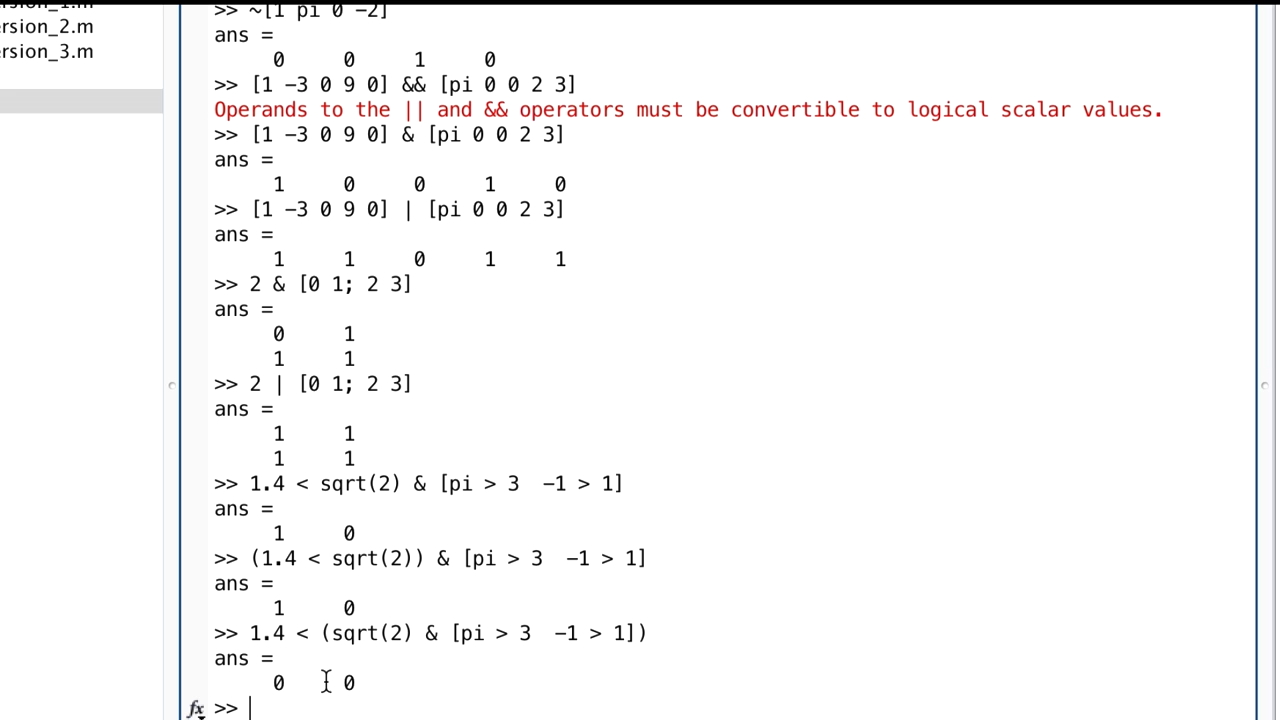 rsion_1.m
rsion_2.m
rsion_3.m
>> ~[1 pi 0 -2]
ans =
0 0 1 0
>> [1 -3 0 9 0] && [pi 0 0 2 3]
Operands to the || and && operators must be convertible to logical scalar values.
>> [1 -3 0 9 0] & [pi 0 0 2 3]
ans =
1 0 0 1 0
>> [1 -3 0 9 0] | [pi 0 0 2 3]
ans =
1 1 0 1 1
>> 2 & [0 1; 2 3]
ans =
0 1
1 1
>> 2 | [0 1; 2 3]
ans =
1 1
1 1
>> 1.4 < sqrt(2) & [pi > 3  -1 > 1]
ans =
1 0
>> (1.4 < sqrt(2)) & [pi > 3  -1 > 1]
ans =
1 0
>> 1.4 < (sqrt(2) & [pi > 3  -1 > 1])
ans =
0 0
fx >>